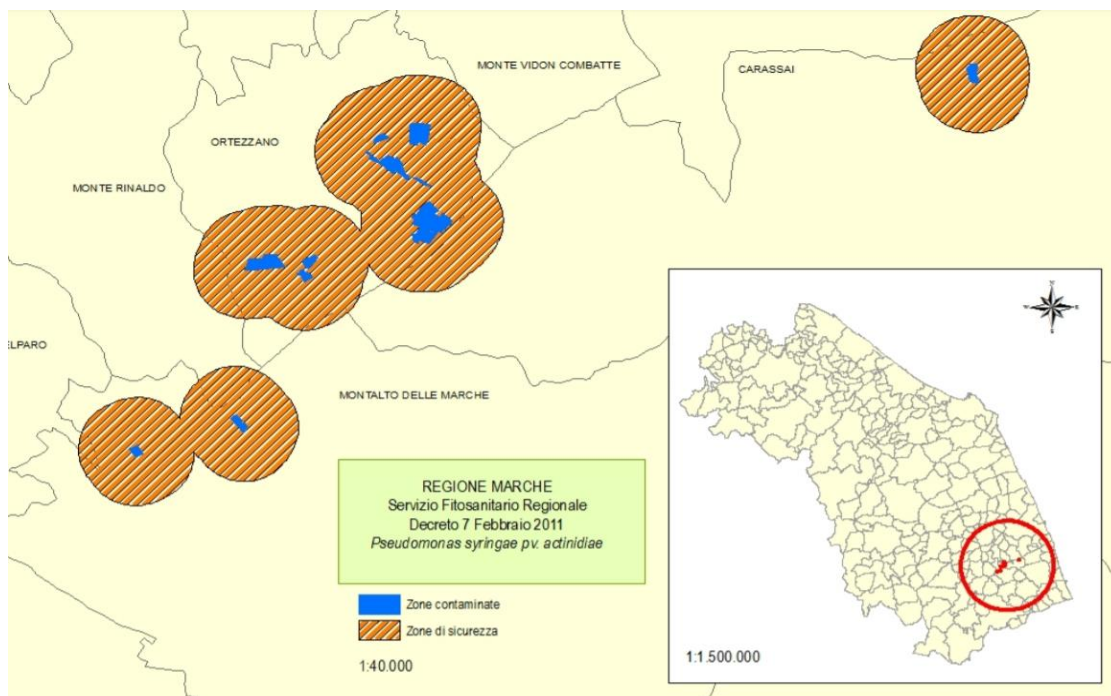 MONTE VIDON COMBATTE
CARASSAI
ORTEZZANO
MONTE RINALDO
ELPARO
MONTALTO DELLE MARCHE
REGIONE MARCHE
Servizio Fitosanitario Regionale
Decreto 7 Febbraio 2011
Pseudomonas syringae pv. actinidiae
Zone contaminate
Zone di sicurezza
1:40.000
1:1.500.000